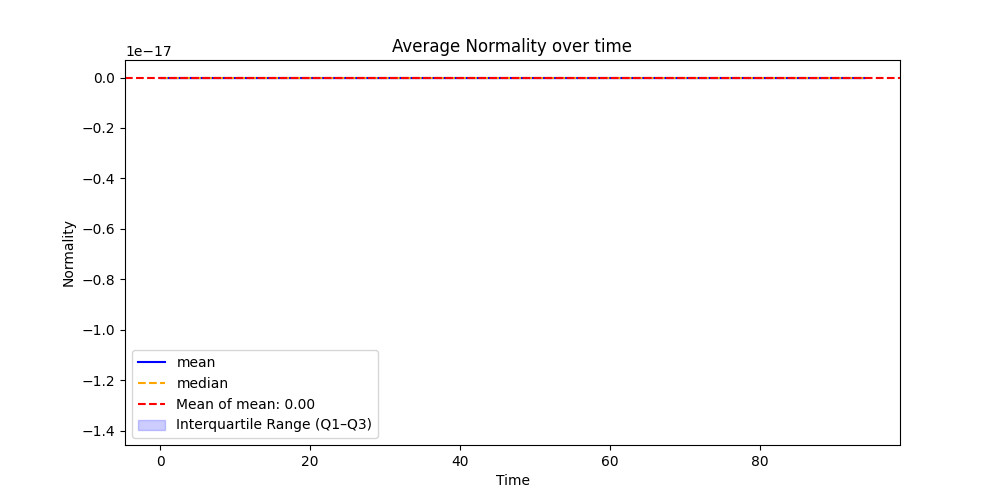 Average Normality over time
1e−17
0.0
−0.2
−0.4
−0.6
−0.8
−1.0
−1.2
−1.4
Normality
mean
median
Mean of mean: 0.00
Interquartile Range (Q1–Q3)
0
20
40
60
80
Time